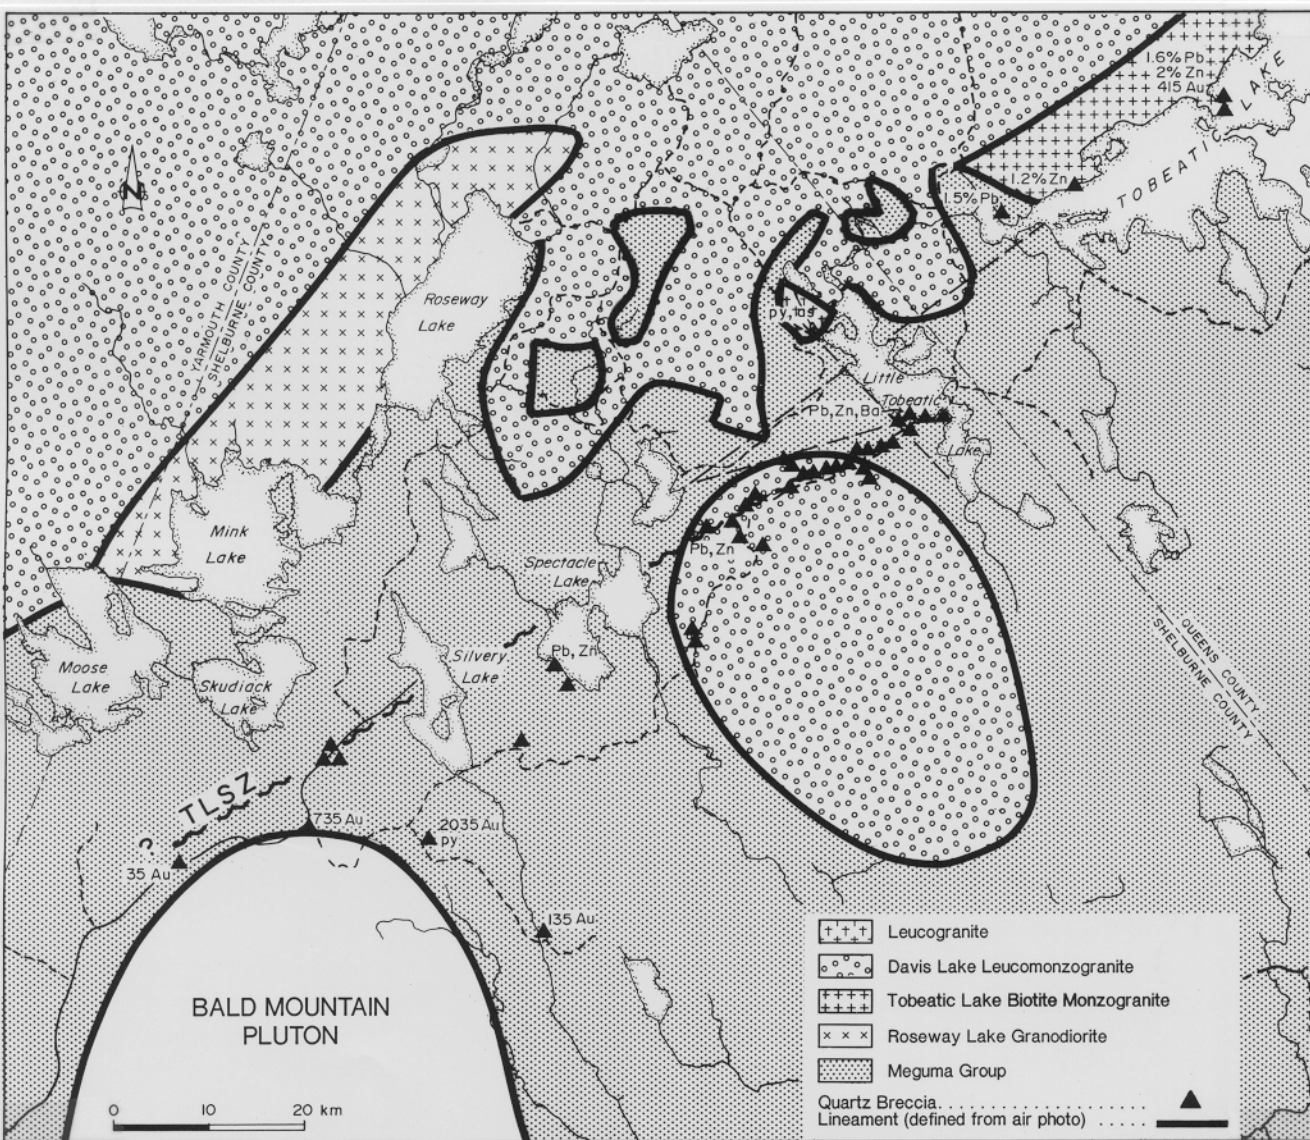 1.6% Pb
2% Zn
415 Au
TOBEATIC LAKE
1.2% Zn
1.5% Pb
N
YARMOUTH COUNTY
SHELBURNE COUNTY
Roseway
Lake
Little
Tobeatic
Lake
Pb, Zn, Ba
Mink
Lake
Pb, Zn
Spectacle
Lake
Pb, Zn
Silvery
Lake
Moose
Lake
Skudiack
Lake
QUEENS COUNTY
SHELBURNE COUNTY
? TLSZ
735 Au
2035 Au
py
35 Au
135 Au
BALD MOUNTAIN
PLUTON
0 10 20 km
Leucogranite
Davis Lake Leucomonzogranite
Tobeatic Lake Biotite Monzogranite
Roseway Lake Granodiorite
Meguma Group
Quartz Breccia
Lineament (defined from air photo)